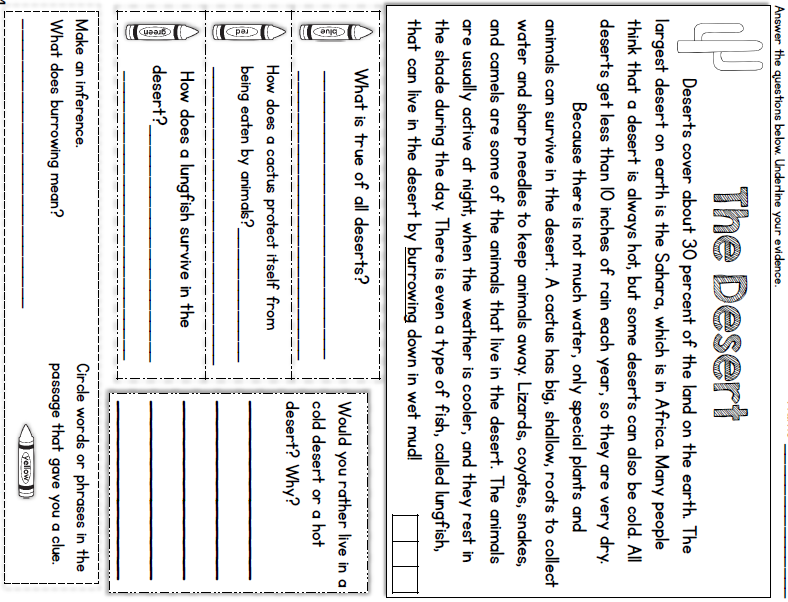 Answer the questions below. Underline your evidence.
The Desert
Deserts cover about 30 percent of the land on the earth. The
largest desert on earth is the Sahara, which is in Africa. Many people
think that a desert is always hot, but some deserts can also be cold. All
deserts get less than 10 inches of rain each year, so they are very dry.
Because there is not much water, only special plants and
animals can survive in the desert. A cactus has big, shallow, roots to collect
water and sharp needles to keep animals away. Lizards, coyotes, snakes,
and camels are some of the animals that live in the desert. The animals
are usually active at night, when the weather is cooler, and they rest in
the shade during the day. There is even a type of fish, called lungfish,
that can live in the desert by burrowing down in wet mud!
blue
What is true of all deserts?
red
How does a cactus protect itself from
being eaten by animals?
green
How does a lungfish survive in the
desert?
Would you rather live in a
cold desert or a hot
desert? Why?
Make an inference.
What does burrowing mean?
Circle words or phrases in the
passage that gave you a clue.
yellow